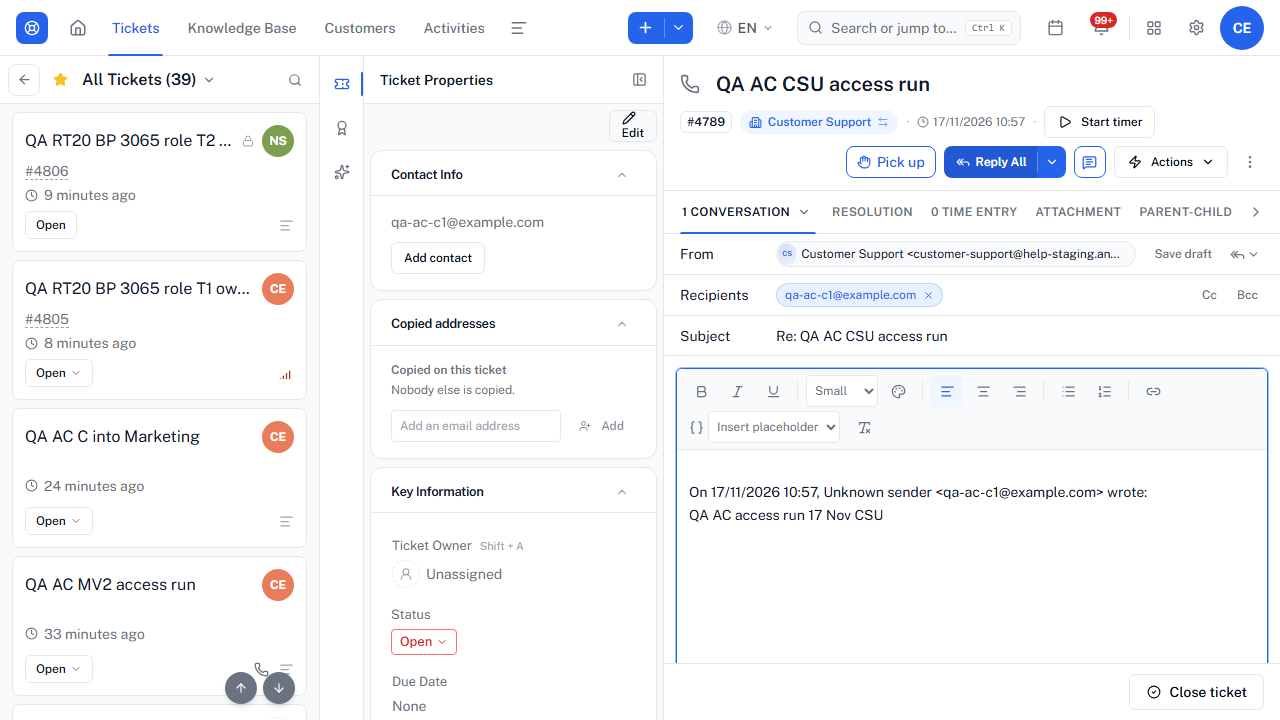 Tickets
Knowledge Base
Customers
Activities
EN
Search or jump to...
Ctrl K
99+
CE
All Tickets (39)
QA RT20 BP 3065 role T2 ...
NS
#4806
9 minutes ago
Open
QA RT20 BP 3065 role T1 ow...
CE
#4805
8 minutes ago
Open
QA AC C into Marketing
CE
24 minutes ago
Open
QA AC MV2 access run
CE
33 minutes ago
Open
Ticket Properties
Edit
Contact Info
qa-ac-c1@example.com
Add contact
Copied addresses
Copied on this ticket
Nobody else is copied.
Add an email address
Add
Key Information
Ticket Owner Shift + A
Unassigned
Status
Open
Due Date
None
QA AC CSU access run
#4789
Customer Support
· 17/11/2026 10:57 ·
Start timer
Pick up
Reply All
Actions
1 CONVERSATION
RESOLUTION
0 TIME ENTRY
ATTACHMENT
PARENT-CHILD
From
CS
Customer Support <customer-support@help-staging.an...
Save draft
Recipients
qa-ac-c1@example.com
Cc
Bcc
Subject
Re: QA AC CSU access run
B I U
Small
{ } Insert placeholder
On 17/11/2026 10:57, Unknown sender <qa-ac-c1@example.com> wrote:
QA AC access run 17 Nov CSU
Close ticket